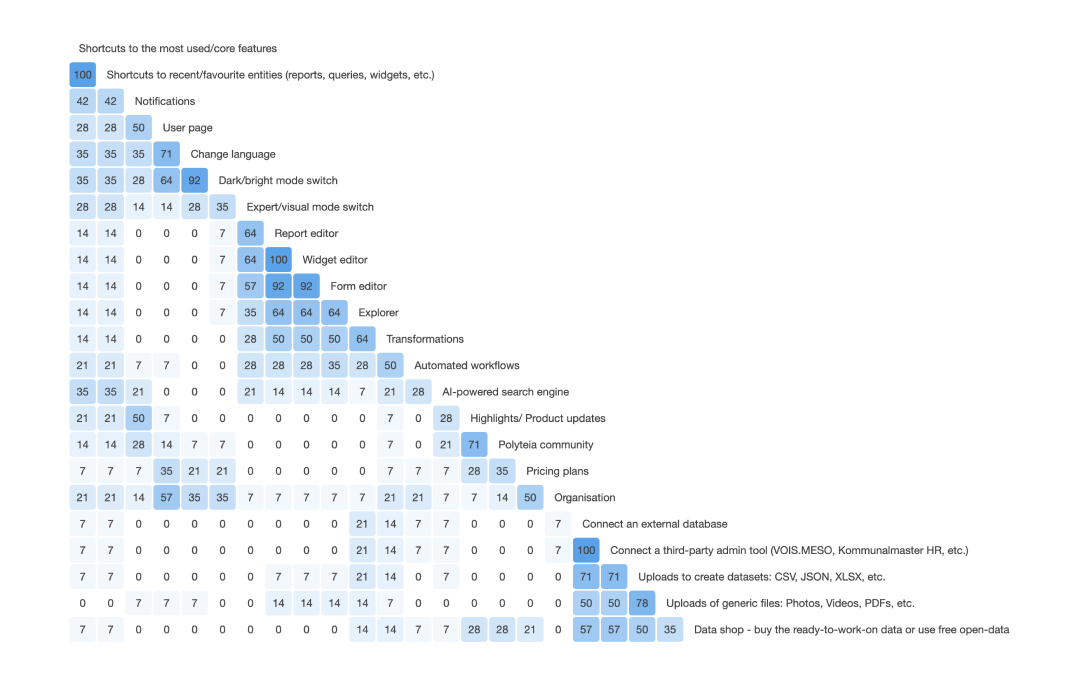 Shortcuts to the most used/core features
100 Shortcuts to recent/favourite entities (reports, queries, widgets, etc.)
42 42 Notifications
28 28 50 User page
35 35 35 71 Change language
35 35 28 64 92 Dark/bright mode switch
28 28 14 14 28 35 Expert/visual mode switch
14 14 0 0 0 7 64 Report editor
14 14 0 0 0 7 64 100 Widget editor
14 14 0 0 0 7 57 92 92 Form editor
14 14 0 0 0 7 35 64 64 64 Explorer
14 14 0 0 0 0 28 50 50 50 64 Transformations
21 21 7 7 0 0 28 28 28 35 28 50 Automated workflows
35 35 21 0 0 0 21 14 14 14 7 21 28 AI-powered search engine
21 21 50 7 0 0 0 0 0 0 0 7 0 28 Highlights/ Product updates
14 14 28 14 7 7 0 0 0 0 0 7 0 21 71 Polyteia community
7 7 7 35 21 21 0 0 0 0 0 7 7 7 28 35 Pricing plans
21 21 14 57 35 35 7 7 7 7 7 21 21 7 7 14 50 Organisation
7 7 0 0 0 0 0 0 0 0 21 14 7 7 0 0 0 7 Connect an external database
7 7 0 0 0 0 0 0 0 0 21 14 7 7 0 0 0 7 100 Connect a third-party admin tool (VOIS.MESO, Kommunalmaster HR, etc.)
7 7 0 0 0 0 0 7 7 7 21 14 0 7 0 0 0 0 71 71 Uploads to create datasets: CSV, JSON, XLSX, etc.
0 0 7 7 7 0 0 14 14 14 14 7 0 0 0 0 0 0 50 50 78 Uploads of generic files: Photos, Videos, PDFs, etc.
7 7 0 0 0 0 0 0 0 0 14 14 7 7 28 28 21 0 57 57 50 35 Data shop - buy the ready-to-work-on data or use free open-data